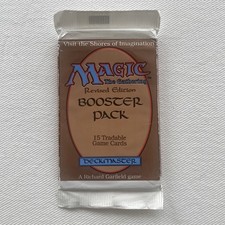 Visit the Shores of Imagination
MAGIC
The Gathering
Revised Edition
BOOSTER
PACK
15 Tradable
Game Cards
DECKMASTER
A Richard Garfield game